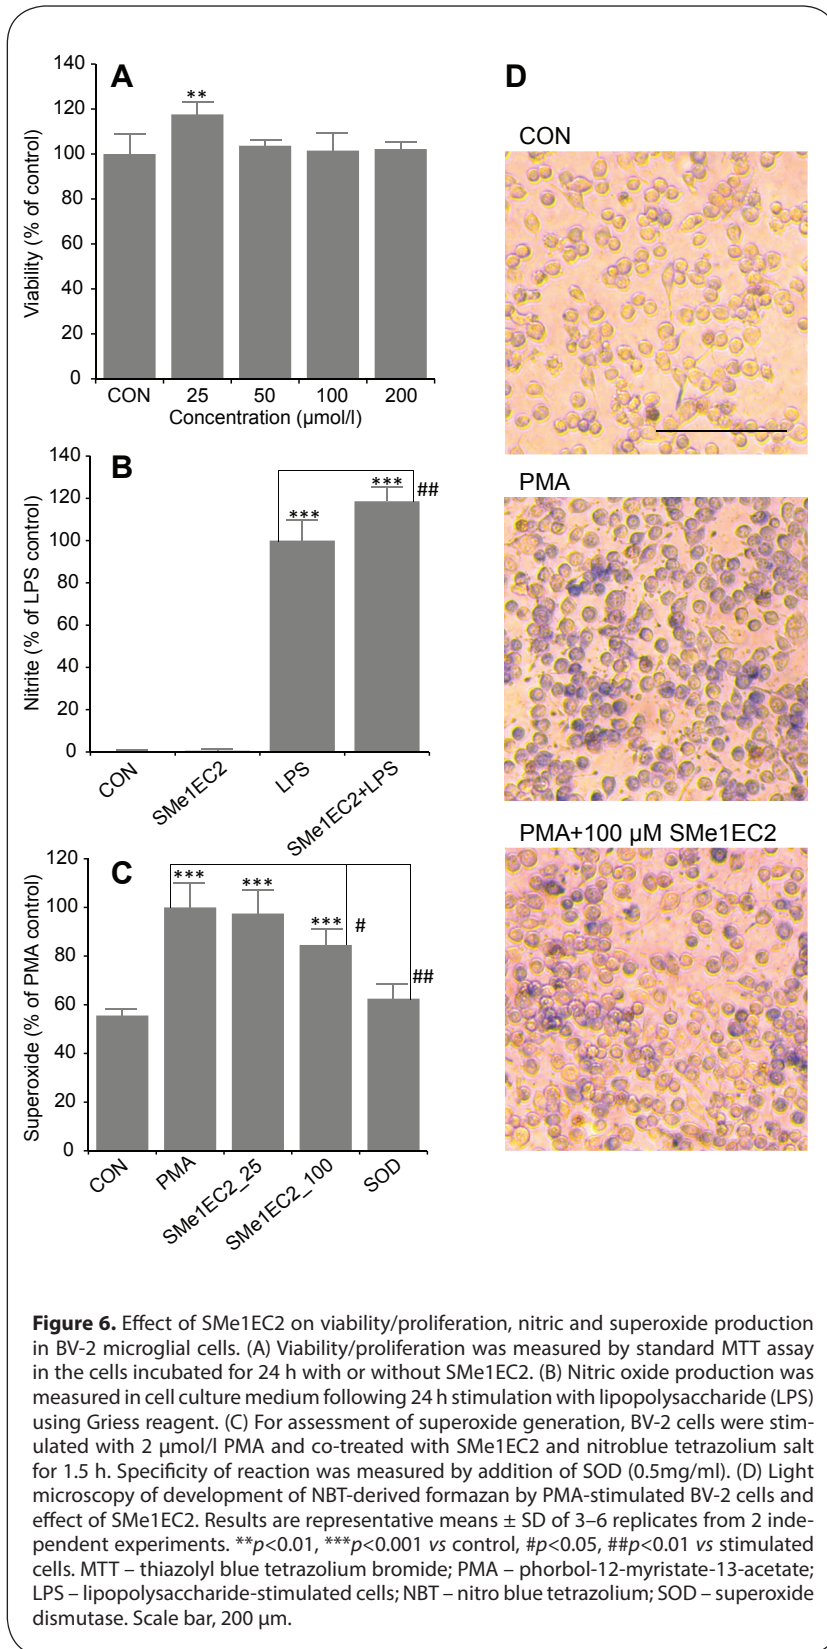 A
140
120
100
80
60
40
20
0
Viability (% of control)
**
CON 25 50 100 200
Concentration (µmol/l)
B
140
120
100
80
60
40
20
0
Nitrite (% of LPS control)
***
***
##
CON
SMe1EC2
LPS
SMe1EC2+LPS
C
120
100
80
60
40
20
0
Superoxide (% of PMA control)
***
***
***
#
##
CON
PMA
SMe1EC2_25
SMe1EC2_100
SOD
D
CON
PMA
PMA+100 µM SMe1EC2
Figure 6. Effect of SMe1EC2 on viability/proliferation, nitric and superoxide production
in BV-2 microglial cells. (A) Viability/proliferation was measured by standard MTT assay
in the cells incubated for 24 h with or without SMe1EC2. (B) Nitric oxide production was
measured in cell culture medium following 24 h stimulation with lipopolysaccharide (LPS)
using Griess reagent. (C) For assessment of superoxide generation, BV-2 cells were stim-
ulated with 2 µmol/l PMA and co-treated with SMe1EC2 and nitroblue tetrazolium salt
for 1.5 h. Specificity of reaction was measured by addition of SOD (0.5mg/ml). (D) Light
microscopy of development of NBT-derived formazan by PMA-stimulated BV-2 cells and
effect of SMe1EC2. Results are representative means ± SD of 3–6 replicates from 2 inde-
pendent experiments. **p<0.01, ***p<0.001 vs control, #p<0.05, ##p<0.01 vs stimulated
cells. MTT – thiazolyl blue tetrazolium bromide; PMA – phorbol-12-myristate-13-acetate;
LPS – lipopolysaccharide-stimulated cells; NBT – nitro blue tetrazolium; SOD – superoxide
dismutase. Scale bar, 200 µm.